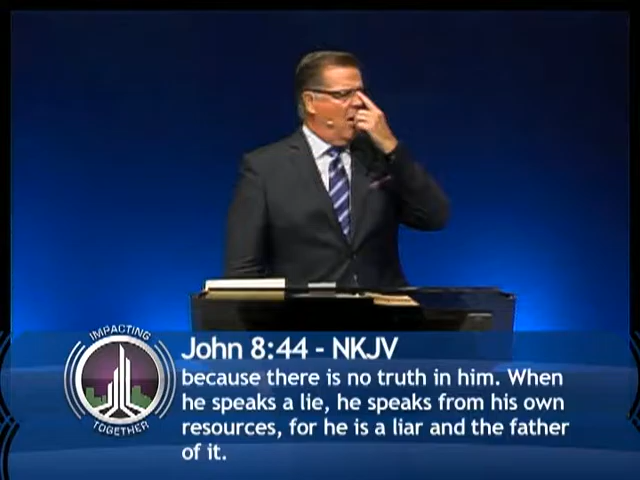 IMPACTING
TOGETHER
John 8:44 - NKJV
because there is no truth in him. When
he speaks a lie, he speaks from his own
resources, for he is a liar and the father
of it.